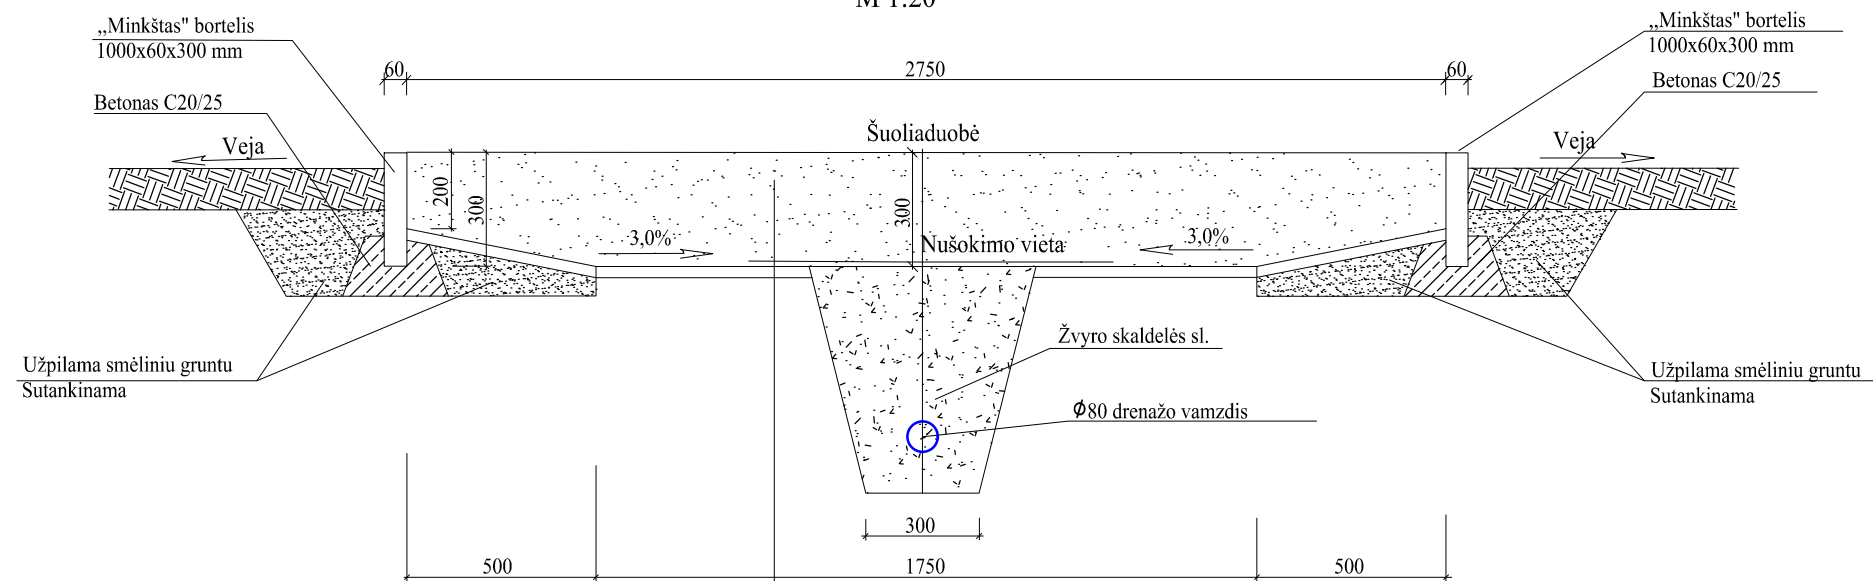 M 1:20
,,Minkštas" bortelis
1000x60x300 mm
,,Minkštas" bortelis
1000x60x300 mm
60
2750
60
Betonas C20/25
Betonas C20/25
Šuoliaduobė
Veja
Veja
200
300
300
3,0%
Nušokimo vieta
3,0%
Žvyro skaldelės sl.
Užpilama smėliniu gruntu
Sutankinama
Užpilama smėliniu gruntu
Sutankinama
ϕ80 drenažo vamzdis
300
500
1750
500